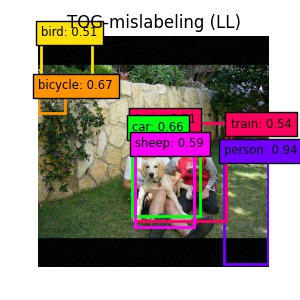 TOG-mislabeling (LL)
bird: 0.51
bicycle: 0.67
train: 0.54
car: 0.66
sheep: 0.59
person: 0.94